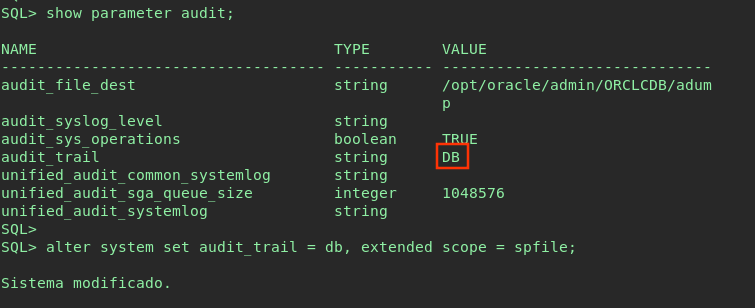 SQL> show parameter audit;
NAME TYPE VALUE
------------------------------------ ----------- ------------------------------
audit_file_dest string /opt/oracle/admin/ORCLCDB/adum
p
audit_syslog_level string
audit_sys_operations boolean TRUE
audit_trail string DB
unified_audit_common_systemlog string
unified_audit_sga_queue_size integer 1048576
unified_audit_systemlog string
SQL>
SQL> alter system set audit_trail = db, extended scope = spfile;
Sistema modificado.